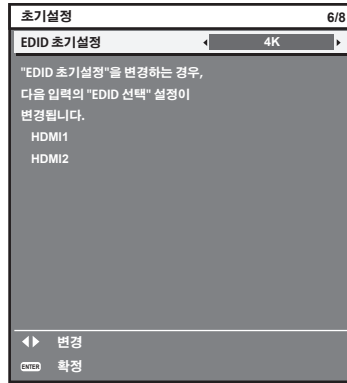 초기설정 6/8
EDID 초기설정 4K
"EDID 초기설정"을 변경하는 경우,
다음 입력의 "EDID 선택" 설정이
변경됩니다.
HDMI1
HDMI2
변경
ENTER 확정